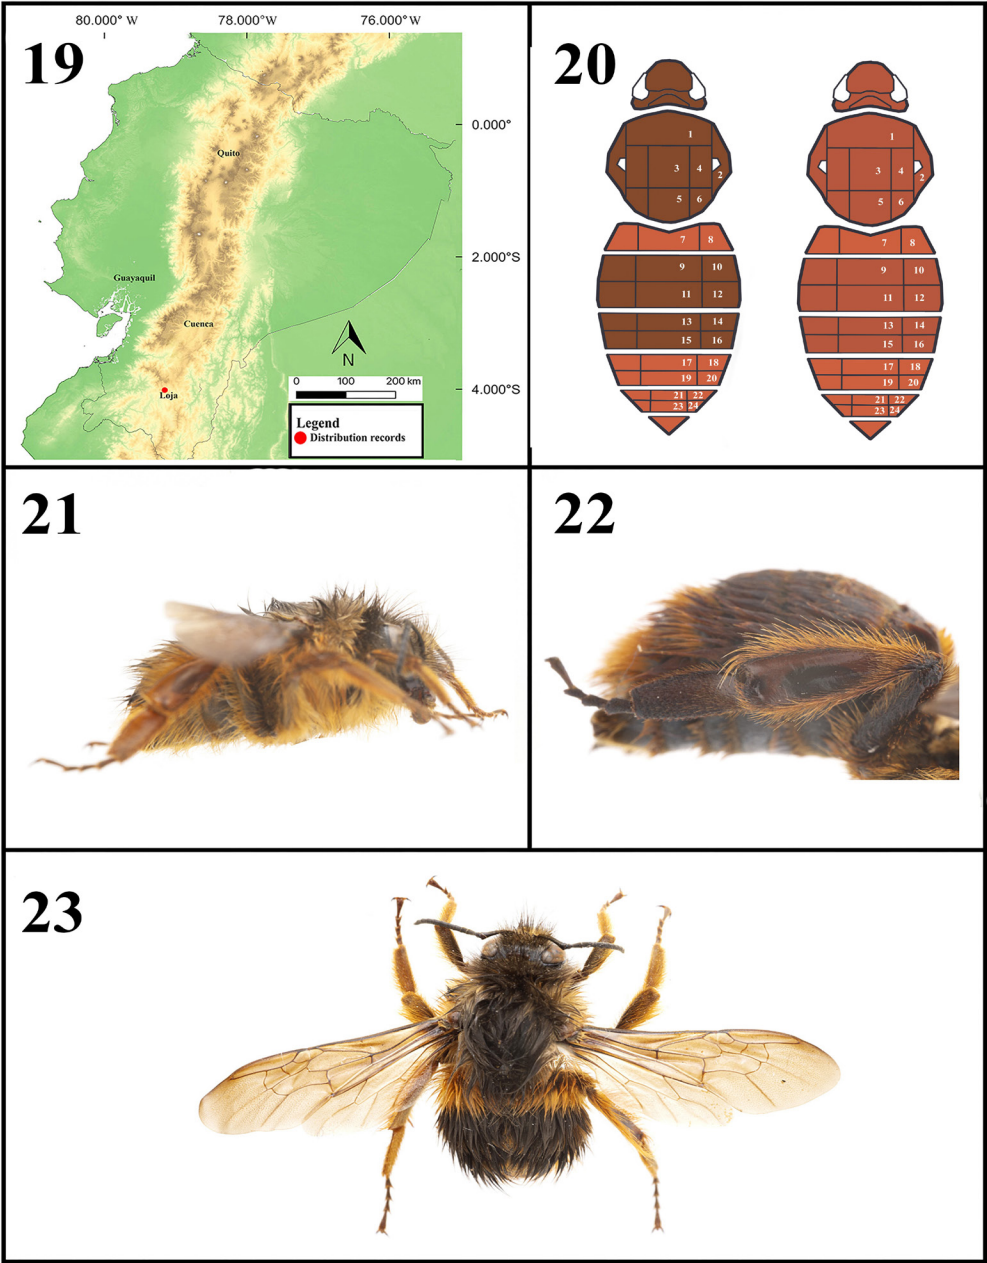 80.000° W 78.000° W 76.000° W
19
0.000°
Quito
2.000°S
Guayaquil
Cuenca
N
0 100 200 km
4.000°S
Loja
Legend
Distribution records
20
1 1
3 4 2 3 4 2
5 6 5 6
7 8 7 8
9 10 9 10
11 12 11 12
13 14 13 14
15 16 15 16
17 18 17 18
19 20 19 20
21 22 21 22
23 24 23 24
21
22
23